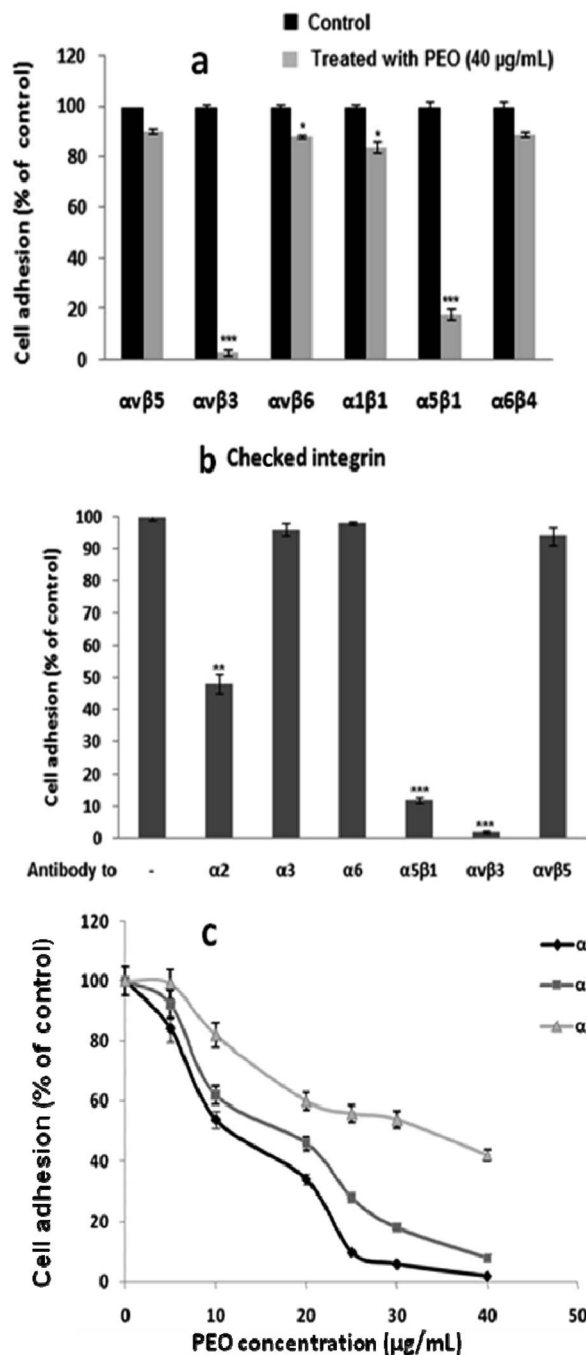 Control
Treated with PEO (40 µg/mL)
a
Cell adhesion (% of control)
120
100
80
60
40
20
0
αvβ5 αvβ3 αvβ6 α1β1 α5β1 α6β4
* * *** ***
b Checked integrin
Cell adhesion (% of control)
100
90
80
70
60
50
40
30
20
10
0
** *** ***
Antibody to - α2 α3 α6 α5β1 αvβ3 αvβ5
c
Cell adhesion (% of control)
120
100
80
60
40
20
0
α
α
α
0 10 20 30 40 50
PEO concentration (µg/mL)